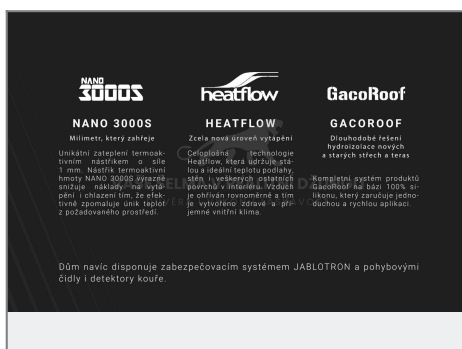 NANO
3000S
NANO 3000S
Milimetr, který zahřeje
Unikátní zateplení termoak-
tivním nástřikem o síle
1 mm. Nástřik termoaktivní
hmoty NANO 3000S výrazně
snižuje náklady na vytá-
pění i chlazení tím, že efek-
tivně zpomaluje únik teplot
z požadovaného prostředí.
heatflow
HEATFLOW
Zcela nová úroveň vytápění
Celoplošná technologie
Heatflow, která udržuje stá-
lou a ideální teplotu podlahy,
stěn i veškerých ostatních
povrchů v interiéru. Vzduch
je ohříván rovnoměrně a tím
je vytvořeno zdravé a pří-
jemné vnitřní klima.
GacoRoof
GACOROOF
Dlouhodobé řešení
hydroizolace nových
a starých střech a teras
Kompletní systém produktů
GacoRoof na bázi 100% si-
likonu, který zaručuje jedno-
duchou a rychlou aplikaci.
Dům navíc disponuje zabezpečovacím systémem JABLOTRON a pohybovými
čidly i detektory kouře.